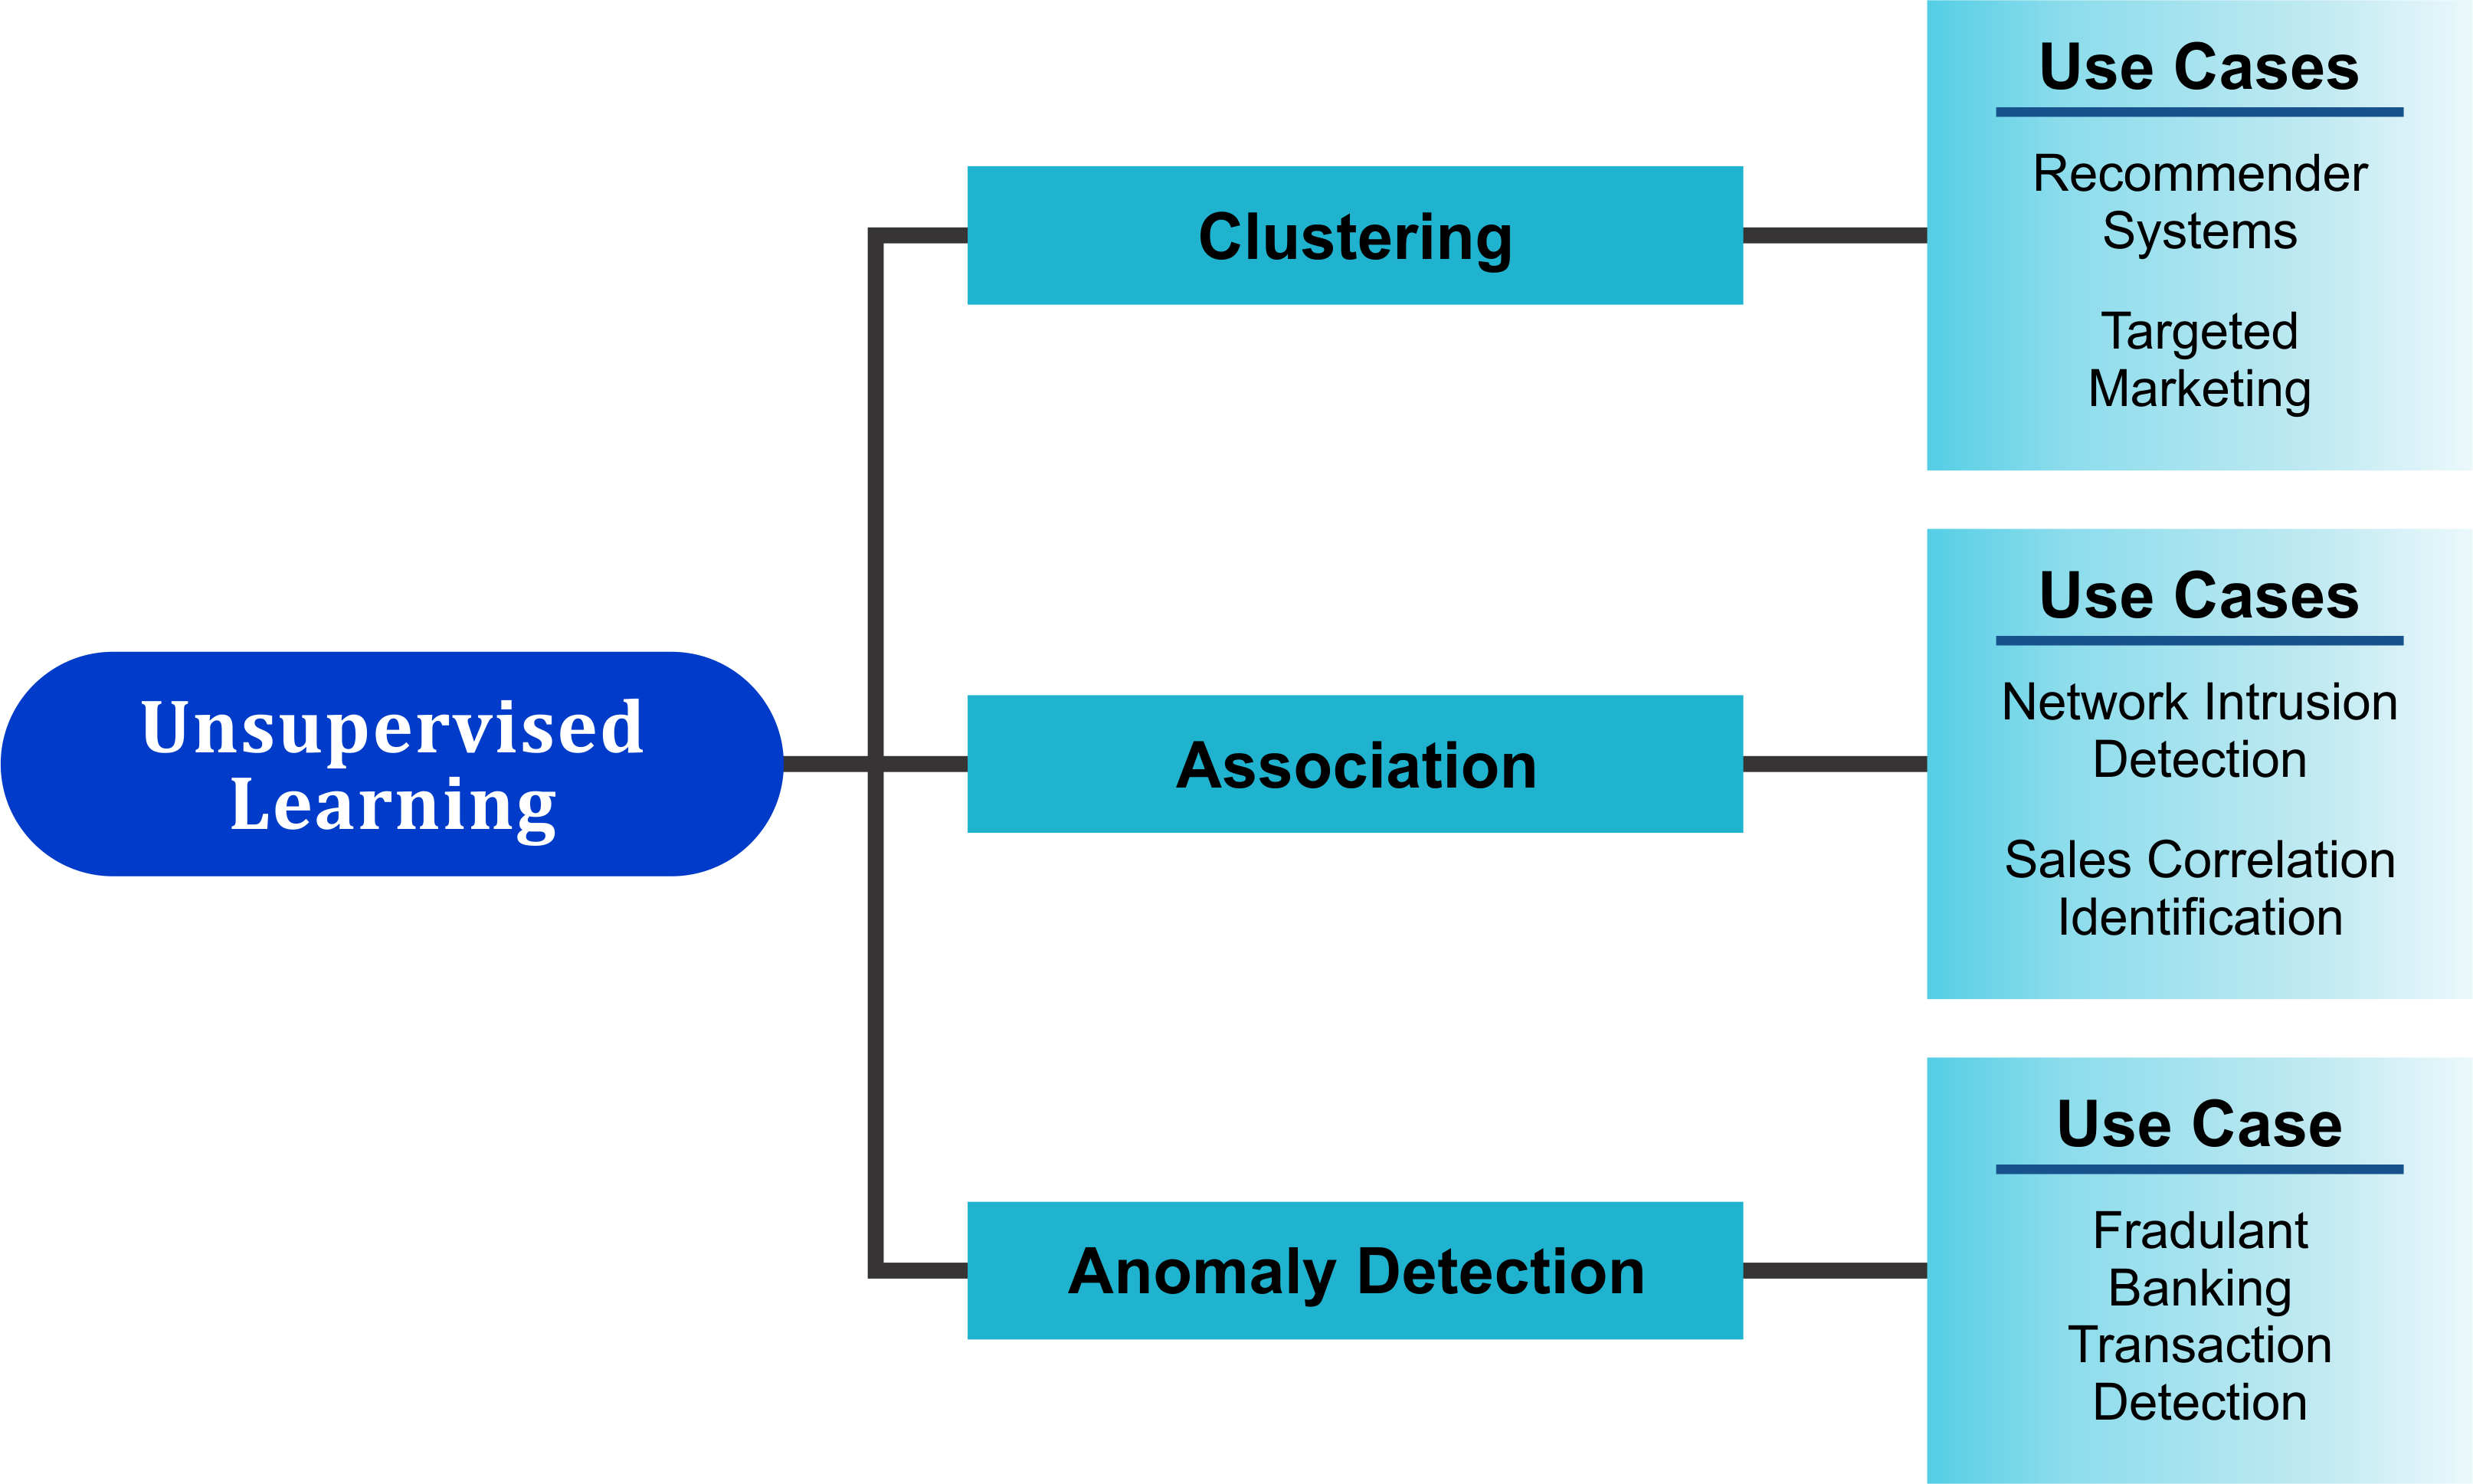 Unsupervised
Learning
Clustering
Use Cases
Recommender
Systems
Targeted
Marketing
Association
Use Cases
Network Intrusion
Detection
Sales Correlation
Identification
Anomaly Detection
Use Case
Fradulant
Banking
Transaction
Detection